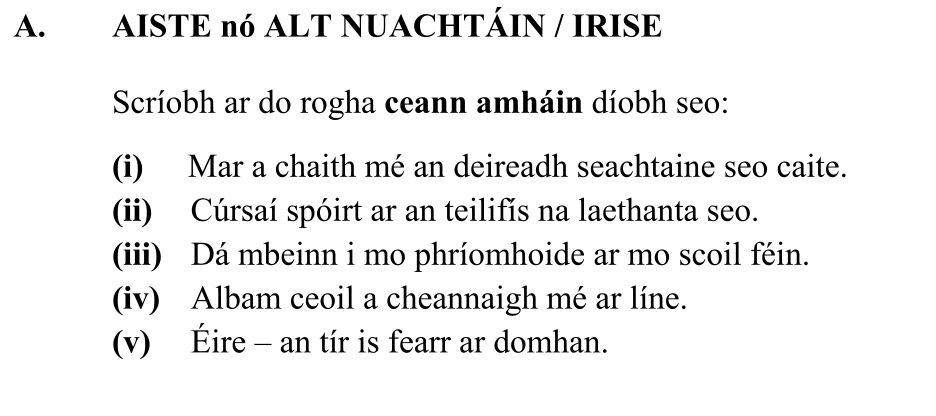 A. AISTE nó ALT NUACHTÁIN / IRISE
Scríobh ar do rogha ceann amháin díobh seo:
(i) Mar a chaith mé an deireadh seachtaine seo caite.
(ii) Cúrsaí spóirt ar an teilifís na laethanta seo.
(iii) Dá mbeinn i mo phríomhoide ar mo scoil féin.
(iv) Albam ceoil a cheannaigh mé ar líne.
(v) Éire – an tír is fearr ar domhan.